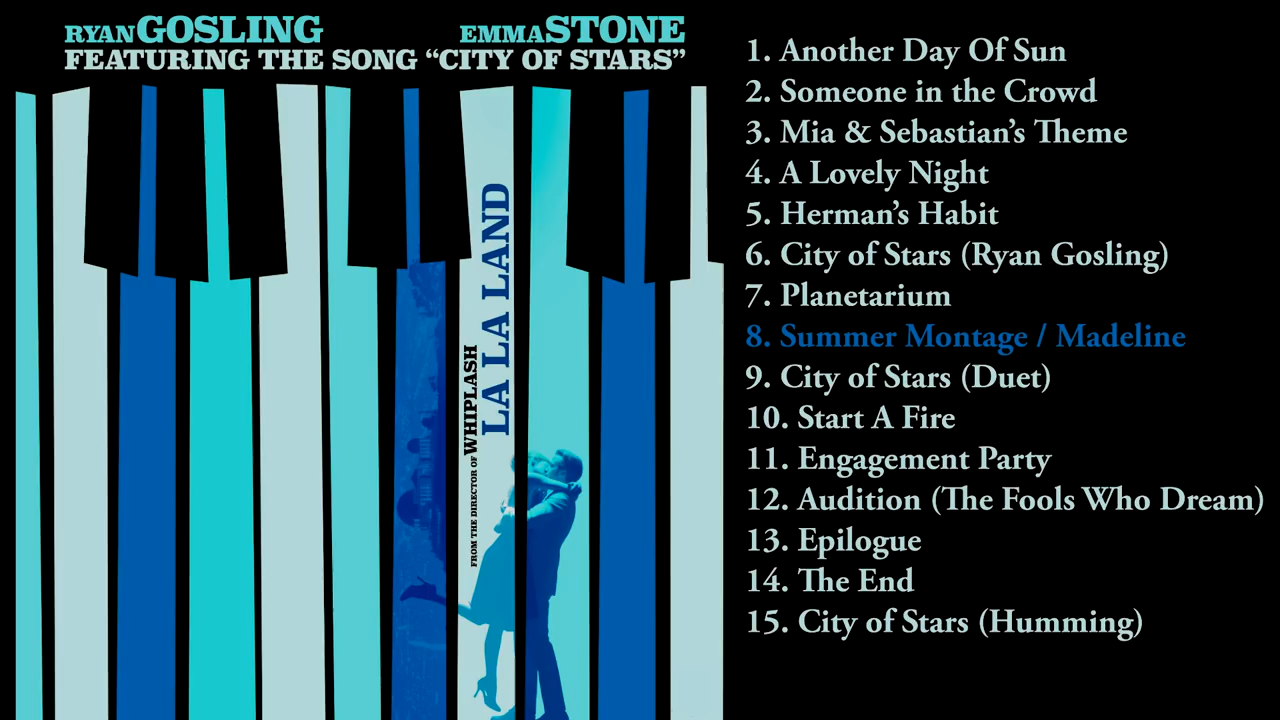 RYAN GOSLING EMMA STONE
FEATURING THE SONG “CITY OF STARS”
LA LA LAND
FROM THE DIRECTOR OF WHIPLASH
1. Another Day Of Sun
2. Someone in the Crowd
3. Mia & Sebastian’s Theme
4. A Lovely Night
5. Herman’s Habit
6. City of Stars (Ryan Gosling)
7. Planetarium
8. Summer Montage / Madeline
9. City of Stars (Duet)
10. Start A Fire
11. Engagement Party
12. Audition (The Fools Who Dream)
13. Epilogue
14. The End
15. City of Stars (Humming)